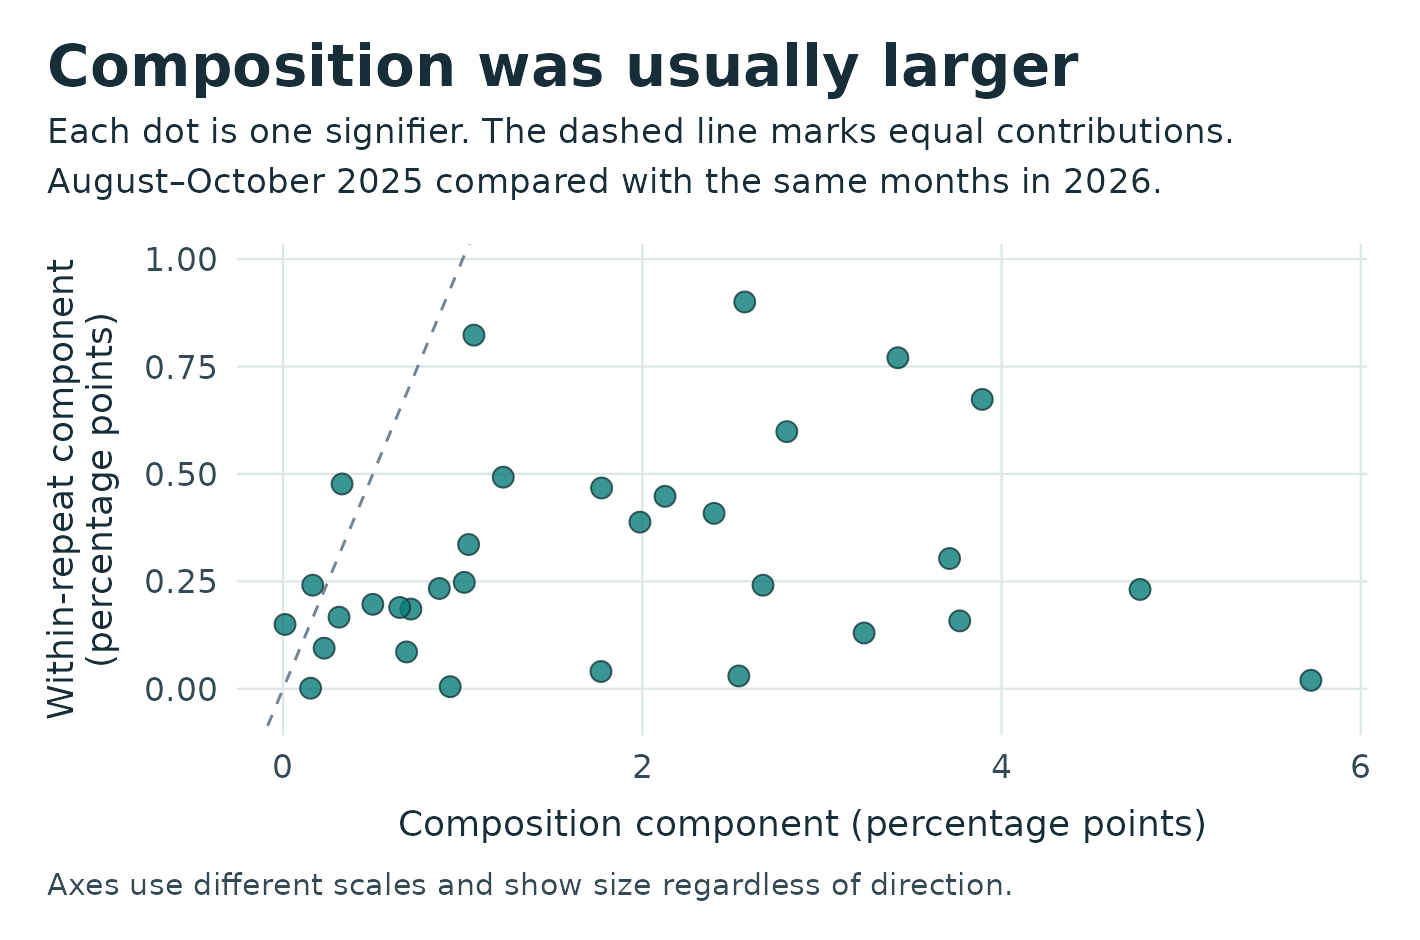 Composition was usually larger
Each dot is one signifier. The dashed line marks equal contributions.
August–October 2025 compared with the same months in 2026.
Within-repeat component
(percentage points)
1.00
0.75
0.50
0.25
0.00
0
2
4
6
Composition component (percentage points)
Axes use different scales and show size regardless of direction.